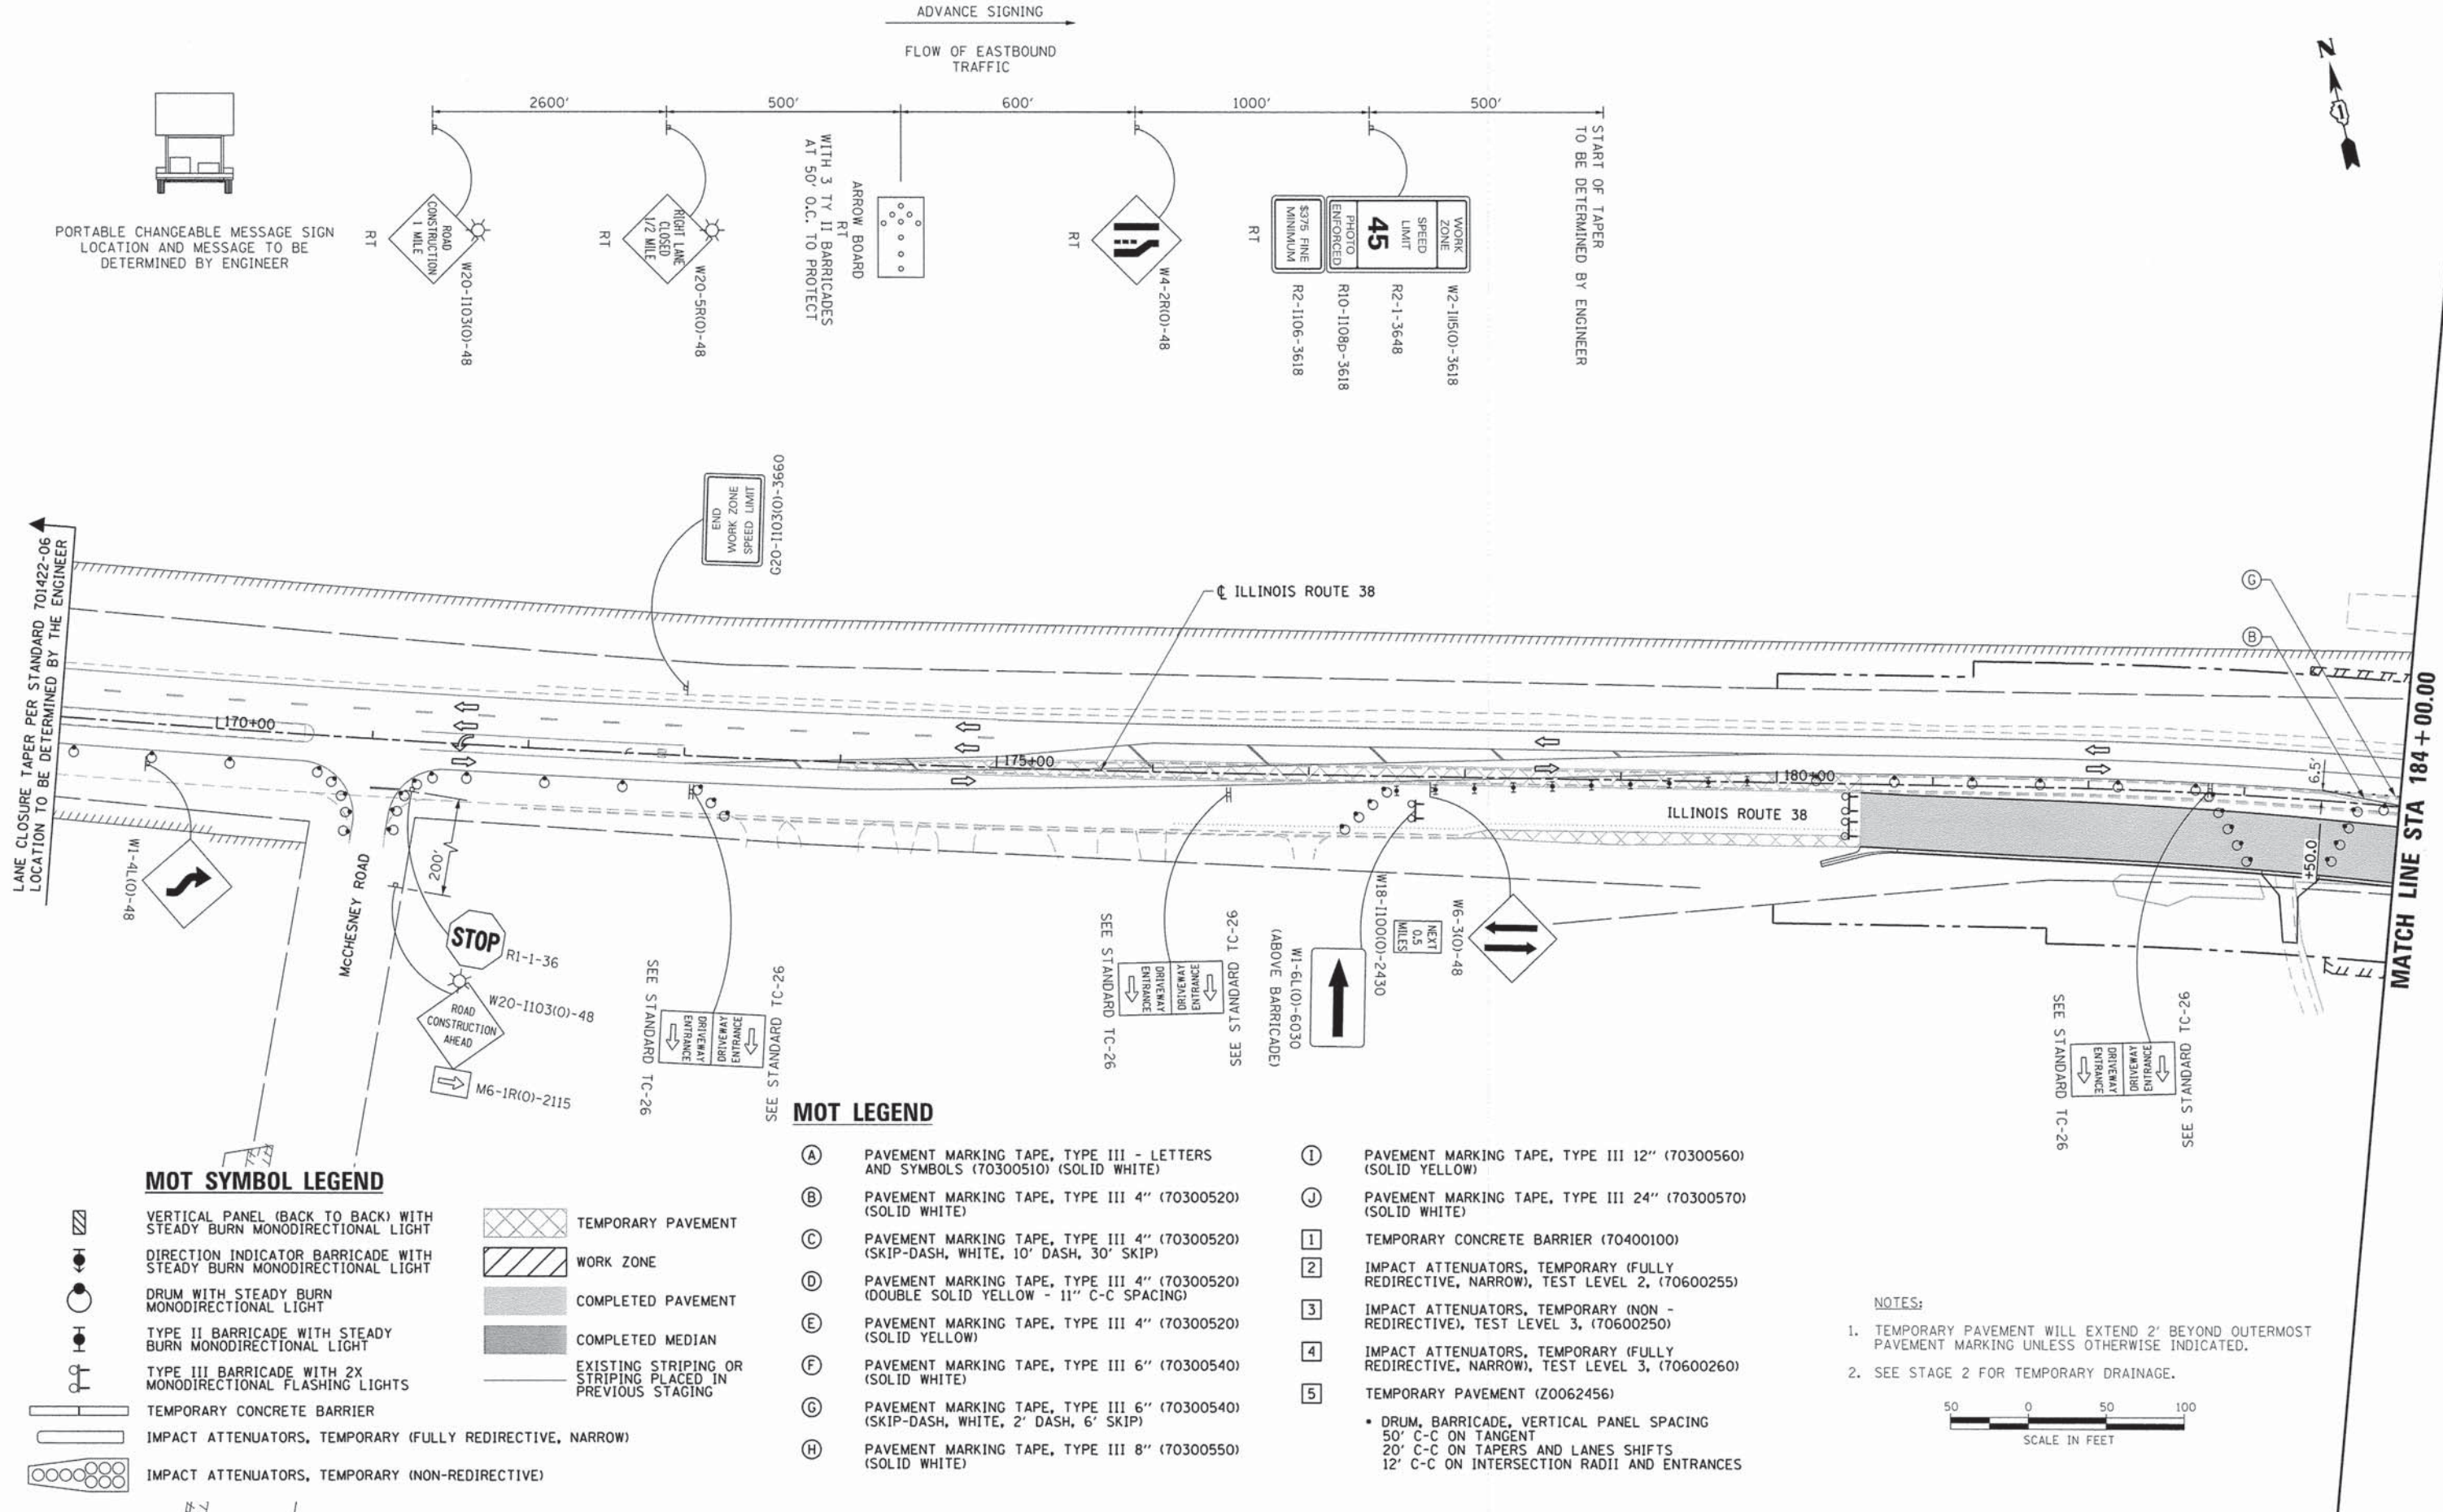 ADVANCE SIGNING
FLOW OF EASTBOUND
TRAFFIC
2600'
500'
600'
1000'
500'
PORTABLE CHANGEABLE MESSAGE SIGN
LOCATION AND MESSAGE TO BE
DETERMINED BY ENGINEER
RT
ROAD
CONSTRUCTION
1 MILE
W20-I103(O)-48
RT
RIGHT LANE
CLOSED
1/2 MILE
W20-5R(O)-48
ARROW BOARD
RT
WITH 3 TY II BARRICADES
AT 50' O.C. TO PROTECT
RT
W4-2R(O)-48
RT
WORK
ZONE
SPEED
LIMIT
45
PHOTO
ENFORCED
$375 FINE
MINIMUM
W2-I115(O)-3618
R2-1-3648
R10-I108p-3618
R2-I106-3618
START OF TAPER
TO BE DETERMINED BY ENGINEER
N
1
LANE CLOSURE TAPER PER STANDARD 701422-06
LOCATION TO BE DETERMINED BY THE ENGINEER
END
WORK ZONE
SPEED LIMIT
G20-I103(O)-3660
℄ ILLINOIS ROUTE 38
G
B
170+00
175+00
180+00
ILLINOIS ROUTE 38
6.5'
+50.0
MATCH LINE STA 184+00.00
W1-4L(O)-48
McCHESNEY ROAD
200'
STOP
R1-1-36
ROAD
CONSTRUCTION
AHEAD
W20-I103(O)-48
M6-1R(O)-2115
SEE STANDARD TC-26
DRIVEWAY
ENTRANCE
DRIVEWAY
ENTRANCE
SEE STANDARD TC-26
SEE STANDARD TC-26
DRIVEWAY
ENTRANCE
DRIVEWAY
ENTRANCE
SEE STANDARD TC-26
W1-6L(O)-6030
(ABOVE BARRICADE)
W18-I100(O)-2430
NEXT
0.5
MILES
W6-3(O)-48
SEE STANDARD TC-26
DRIVEWAY
ENTRANCE
DRIVEWAY
ENTRANCE
SEE STANDARD TC-26
MOT SYMBOL LEGEND
VERTICAL PANEL (BACK TO BACK) WITH
STEADY BURN MONODIRECTIONAL LIGHT
DIRECTION INDICATOR BARRICADE WITH
STEADY BURN MONODIRECTIONAL LIGHT
DRUM WITH STEADY BURN
MONODIRECTIONAL LIGHT
TYPE II BARRICADE WITH STEADY
BURN MONODIRECTIONAL LIGHT
TYPE III BARRICADE WITH 2X
MONODIRECTIONAL FLASHING LIGHTS
TEMPORARY CONCRETE BARRIER
IMPACT ATTENUATORS, TEMPORARY (FULLY REDIRECTIVE, NARROW)
IMPACT ATTENUATORS, TEMPORARY (NON-REDIRECTIVE)
TEMPORARY PAVEMENT
WORK ZONE
COMPLETED PAVEMENT
COMPLETED MEDIAN
EXISTING STRIPING OR
STRIPING PLACED IN
PREVIOUS STAGING
MOT LEGEND
A PAVEMENT MARKING TAPE, TYPE III - LETTERS
AND SYMBOLS (70300510) (SOLID WHITE)
B PAVEMENT MARKING TAPE, TYPE III 4" (70300520)
(SOLID WHITE)
C PAVEMENT MARKING TAPE, TYPE III 4" (70300520)
(SKIP-DASH, WHITE, 10' DASH, 30' SKIP)
D PAVEMENT MARKING TAPE, TYPE III 4" (70300520)
(DOUBLE SOLID YELLOW - 11" C-C SPACING)
E PAVEMENT MARKING TAPE, TYPE III 4" (70300520)
(SOLID YELLOW)
F PAVEMENT MARKING TAPE, TYPE III 6" (70300540)
(SOLID WHITE)
G PAVEMENT MARKING TAPE, TYPE III 6" (70300540)
(SKIP-DASH, WHITE, 2' DASH, 6' SKIP)
H PAVEMENT MARKING TAPE, TYPE III 8" (70300550)
(SOLID WHITE)
I PAVEMENT MARKING TAPE, TYPE III 12" (70300560)
(SOLID YELLOW)
J PAVEMENT MARKING TAPE, TYPE III 24" (70300570)
(SOLID WHITE)
1 TEMPORARY CONCRETE BARRIER (70400100)
2 IMPACT ATTENUATORS, TEMPORARY (FULLY
REDIRECTIVE, NARROW), TEST LEVEL 2, (70600255)
3 IMPACT ATTENUATORS, TEMPORARY (NON -
REDIRECTIVE), TEST LEVEL 3, (70600250)
4 IMPACT ATTENUATORS, TEMPORARY (FULLY
REDIRECTIVE, NARROW), TEST LEVEL 3, (70600260)
5 TEMPORARY PAVEMENT (Z0062456)
• DRUM, BARRICADE, VERTICAL PANEL SPACING
50' C-C ON TANGENT
20' C-C ON TAPERS AND LANES SHIFTS
12' C-C ON INTERSECTION RADII AND ENTRANCES
NOTES:
1. TEMPORARY PAVEMENT WILL EXTEND 2' BEYOND OUTERMOST
PAVEMENT MARKING UNLESS OTHERWISE INDICATED.
2. SEE STAGE 2 FOR TEMPORARY DRAINAGE.
50 0 50 100
SCALE IN FEET